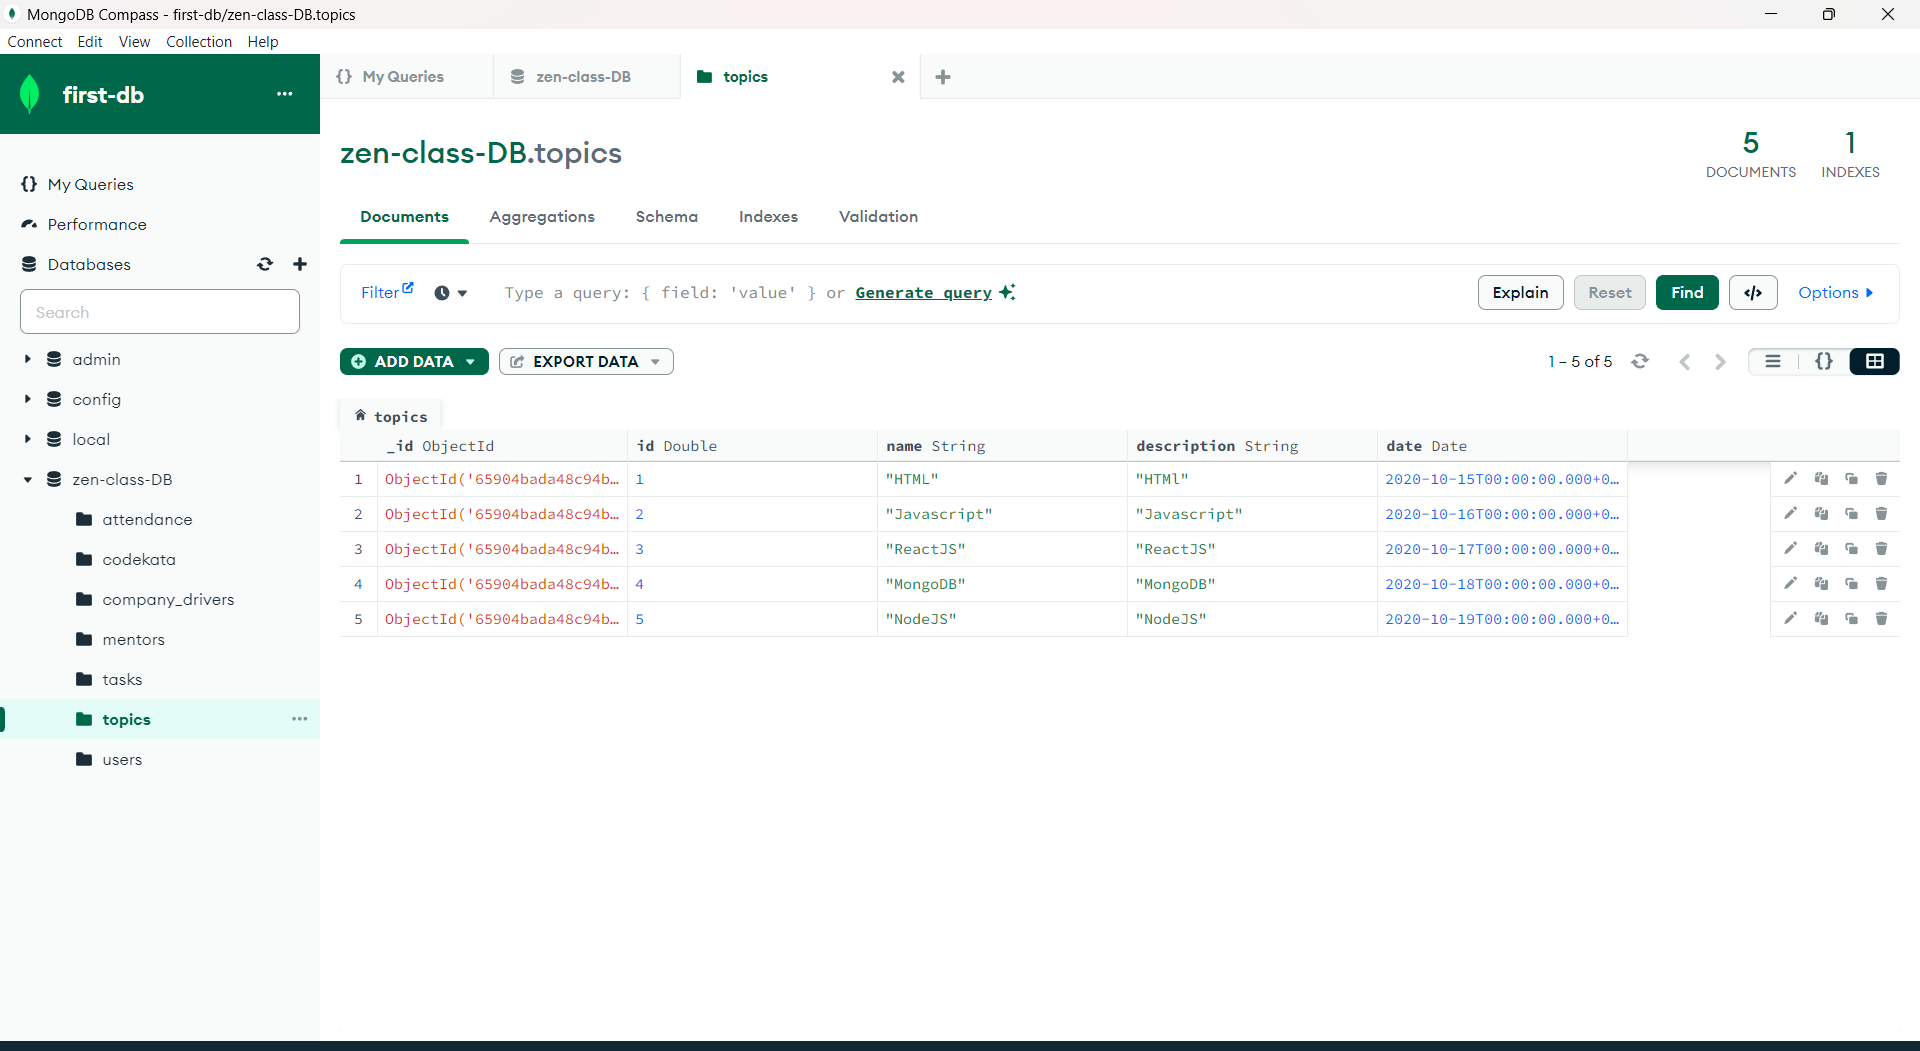 MongoDB Compass - first-db/zen-class-DB.topics
Connect Edit View Collection Help
first-db
My Queries
Performance
Databases
Search
admin
config
local
zen-class-DB
attendance
codekata
company_drivers
mentors
tasks
topics
users
{} My Queries zen-class-DB topics
zen-class-DB.topics
5 1
DOCUMENTS INDEXES
Documents Aggregations Schema Indexes Validation
Filter Type a query: { field: 'value' } or Generate query Explain Reset Find </> Options
ADD DATA EXPORT DATA 1 – 5 of 5 {}
topics
_id ObjectId id Double name String description String date Date
1 ObjectId('65904bada48c94b… 1 "HTML" "HTMl" 2020-10-15T00:00:00.000+0…
2 ObjectId('65904bada48c94b… 2 "Javascript" "Javascript" 2020-10-16T00:00:00.000+0…
3 ObjectId('65904bada48c94b… 3 "ReactJS" "ReactJS" 2020-10-17T00:00:00.000+0…
4 ObjectId('65904bada48c94b… 4 "MongoDB" "MongoDB" 2020-10-18T00:00:00.000+0…
5 ObjectId('65904bada48c94b… 5 "NodeJS" "NodeJS" 2020-10-19T00:00:00.000+0…